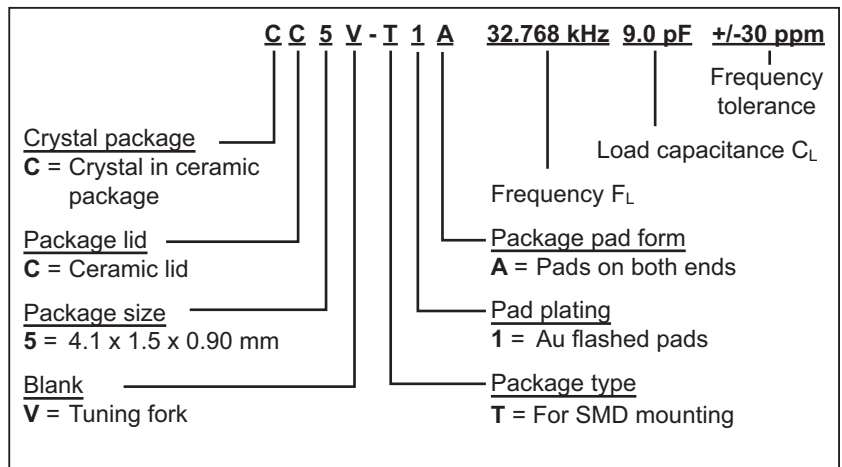 C C 5 V - T 1 A 32.768 kHz 9.0 pF +/-30 ppm
Frequency
tolerance
Load capacitance CL
Frequency FL
Crystal package
C = Crystal in ceramic
package
Package lid
C = Ceramic lid
Package size
5 = 4.1 x 1.5 x 0.90 mm
Blank
V = Tuning fork
Package pad form
A = Pads on both ends
Pad plating
1 = Au flashed pads
Package type
T = For SMD mounting